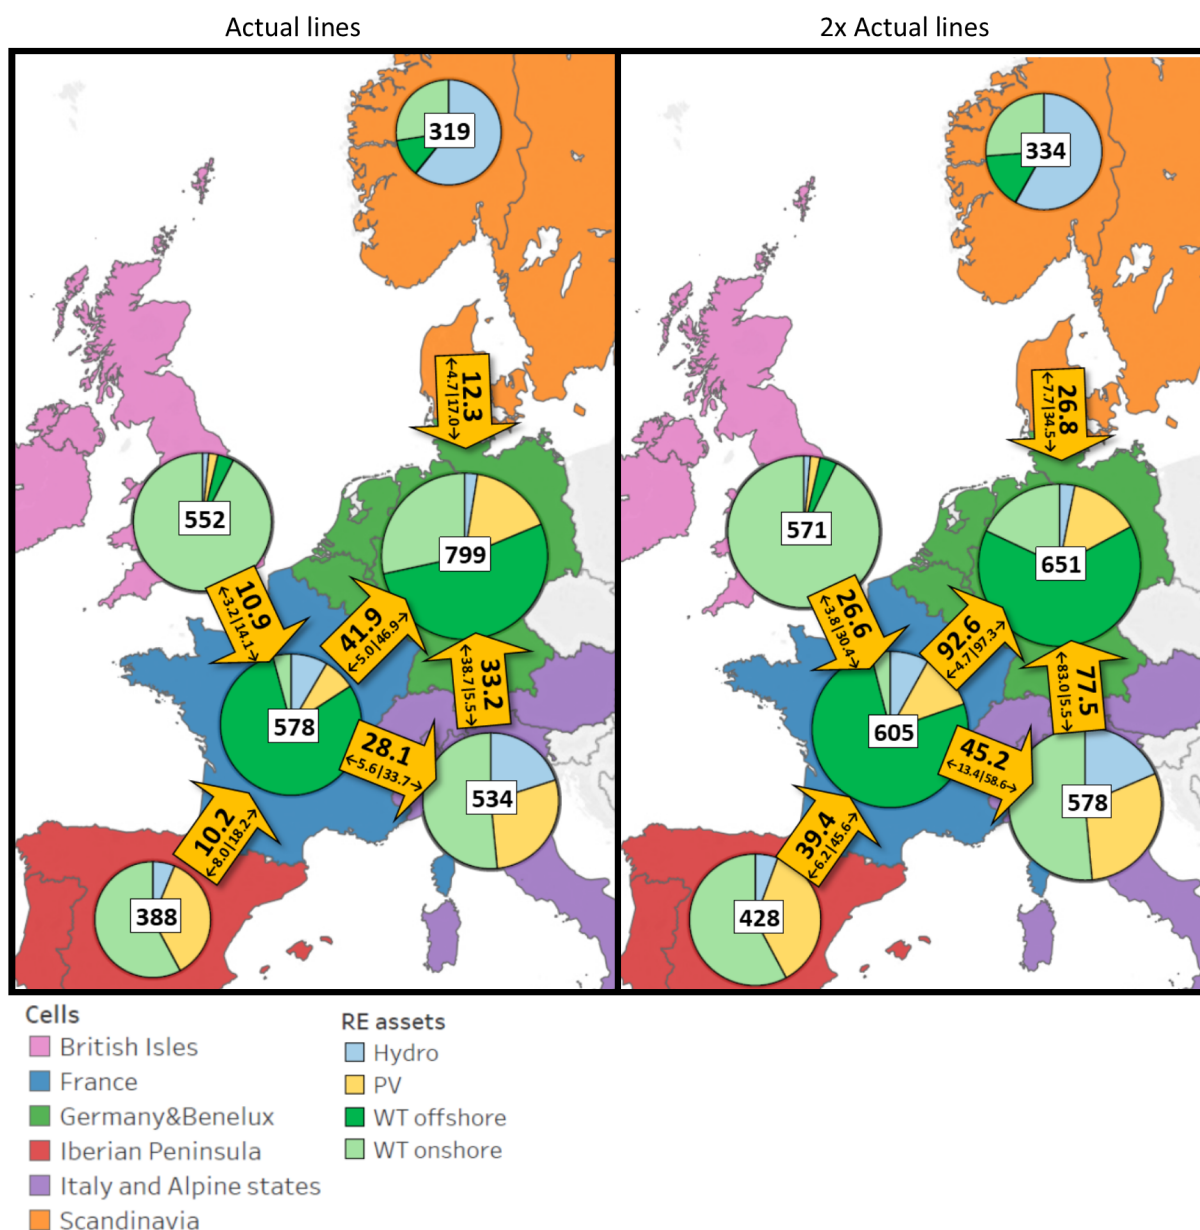 Actual lines
319
12.3
←4.7|17.0→
552
799
10.9
←3.2|14.1→
41.9
←5.0|46.9→
33.2
←38.7|5.5→
578
28.1
←5.6|33.7→
534
10.2
←8.0|18.2→
388
2x Actual lines
334
26.8
←7.7|34.5→
571
651
26.6
←3.8|30.4→
92.6
←4.7|97.3→
77.5
←83.0|5.5→
605
45.2
←13.4|58.6→
578
39.4
←6.2|45.6→
428
Cells
British Isles
France
Germany&Benelux
Iberian Peninsula
Italy and Alpine states
Scandinavia
RE assets
Hydro
PV
WT offshore
WT onshore